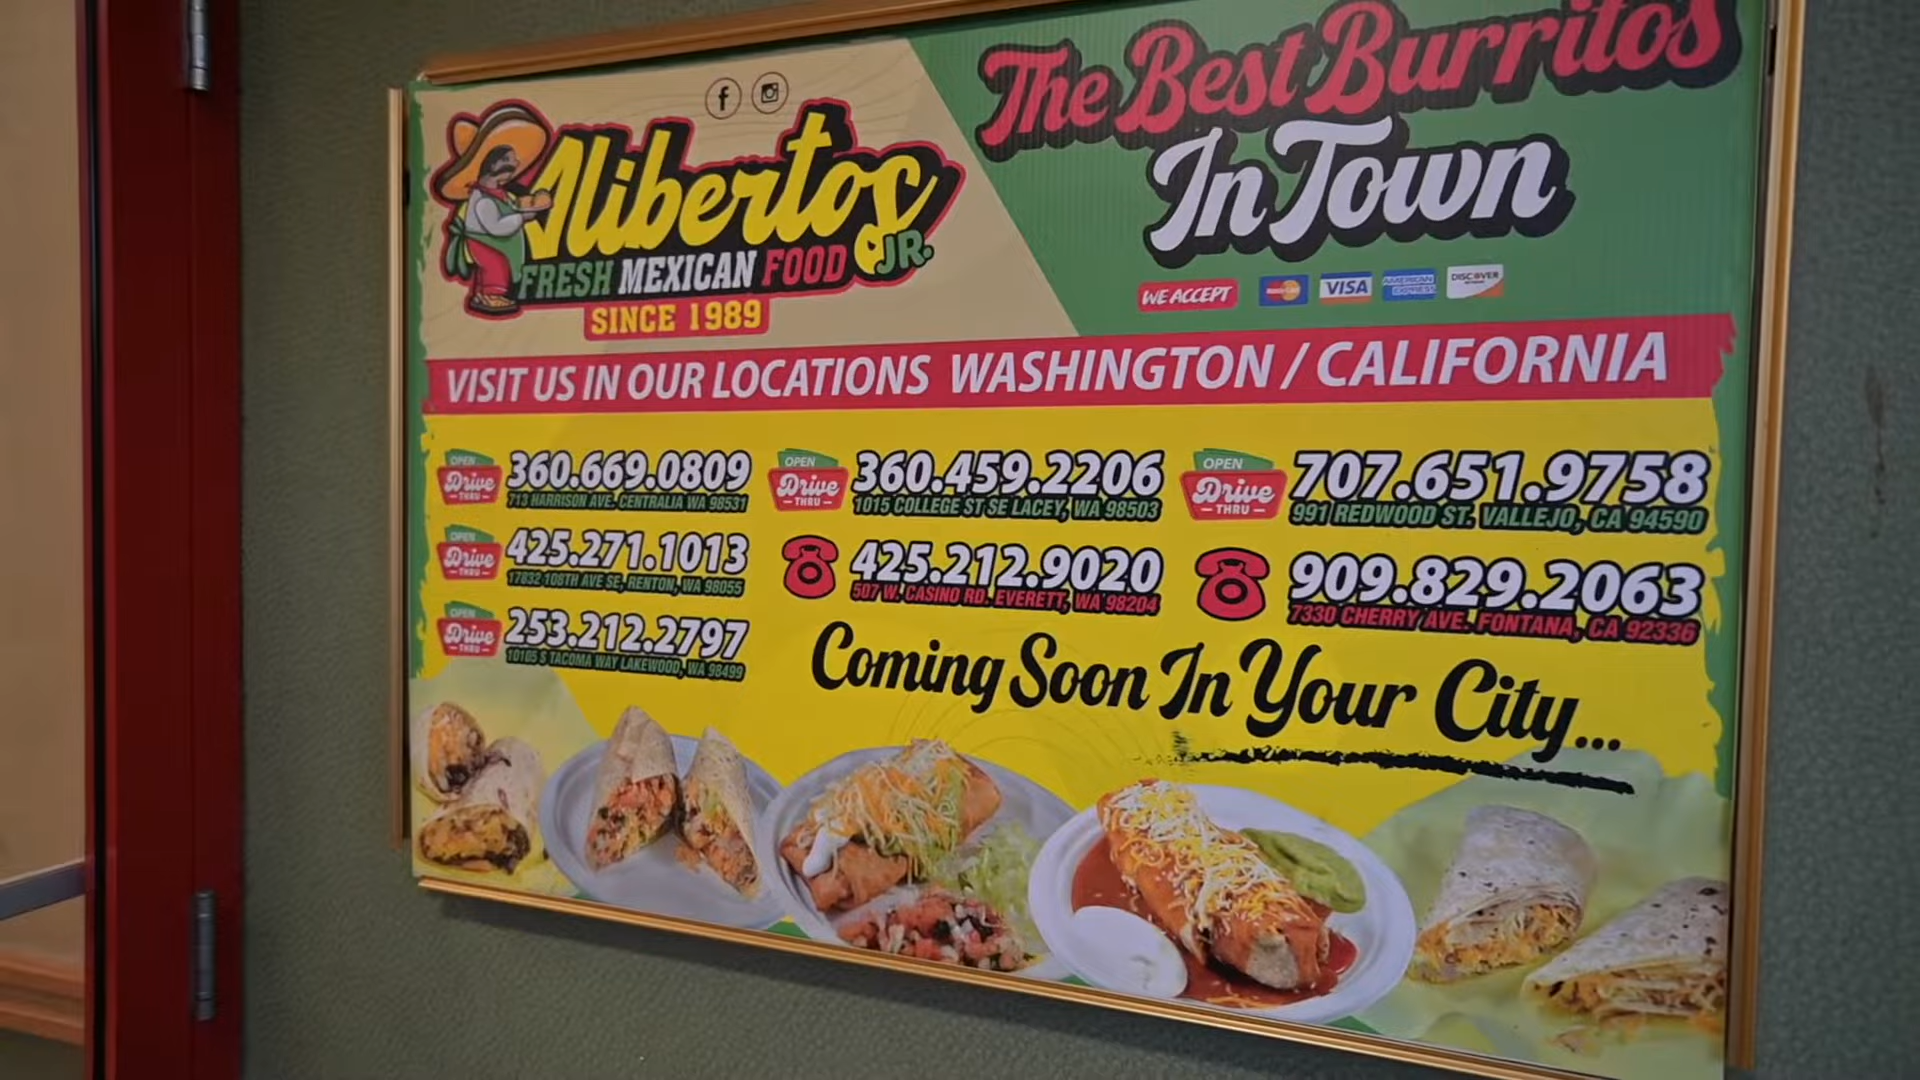 The Best Burritos
In Town
Alibertos JR.
FRESH MEXICAN FOOD
SINCE 1989
WE ACCEPT VISA AMERICAN EXPRESS DISCOVER
VISIT US IN OUR LOCATIONS WASHINGTON / CALIFORNIA
OPEN Drive THRU 360.669.0809
713 HARRISON AVE. CENTRALIA WA 98531
OPEN Drive THRU 425.271.1013
17832 108TH AVE SE, RENTON, WA 98055
OPEN Drive THRU 253.212.2797
10105 S TACOMA WAY LAKEWOOD, WA 98499
OPEN Drive THRU 360.459.2206
1015 COLLEGE ST SE LACEY, WA 98503
425.212.9020
507 W. CASINO RD. EVERETT, WA 98204
OPEN Drive THRU 707.651.9758
991 REDWOOD ST. VALLEJO, CA 94590
909.829.2063
7330 CHERRY AVE. FONTANA, CA 92336
Coming Soon In Your City...